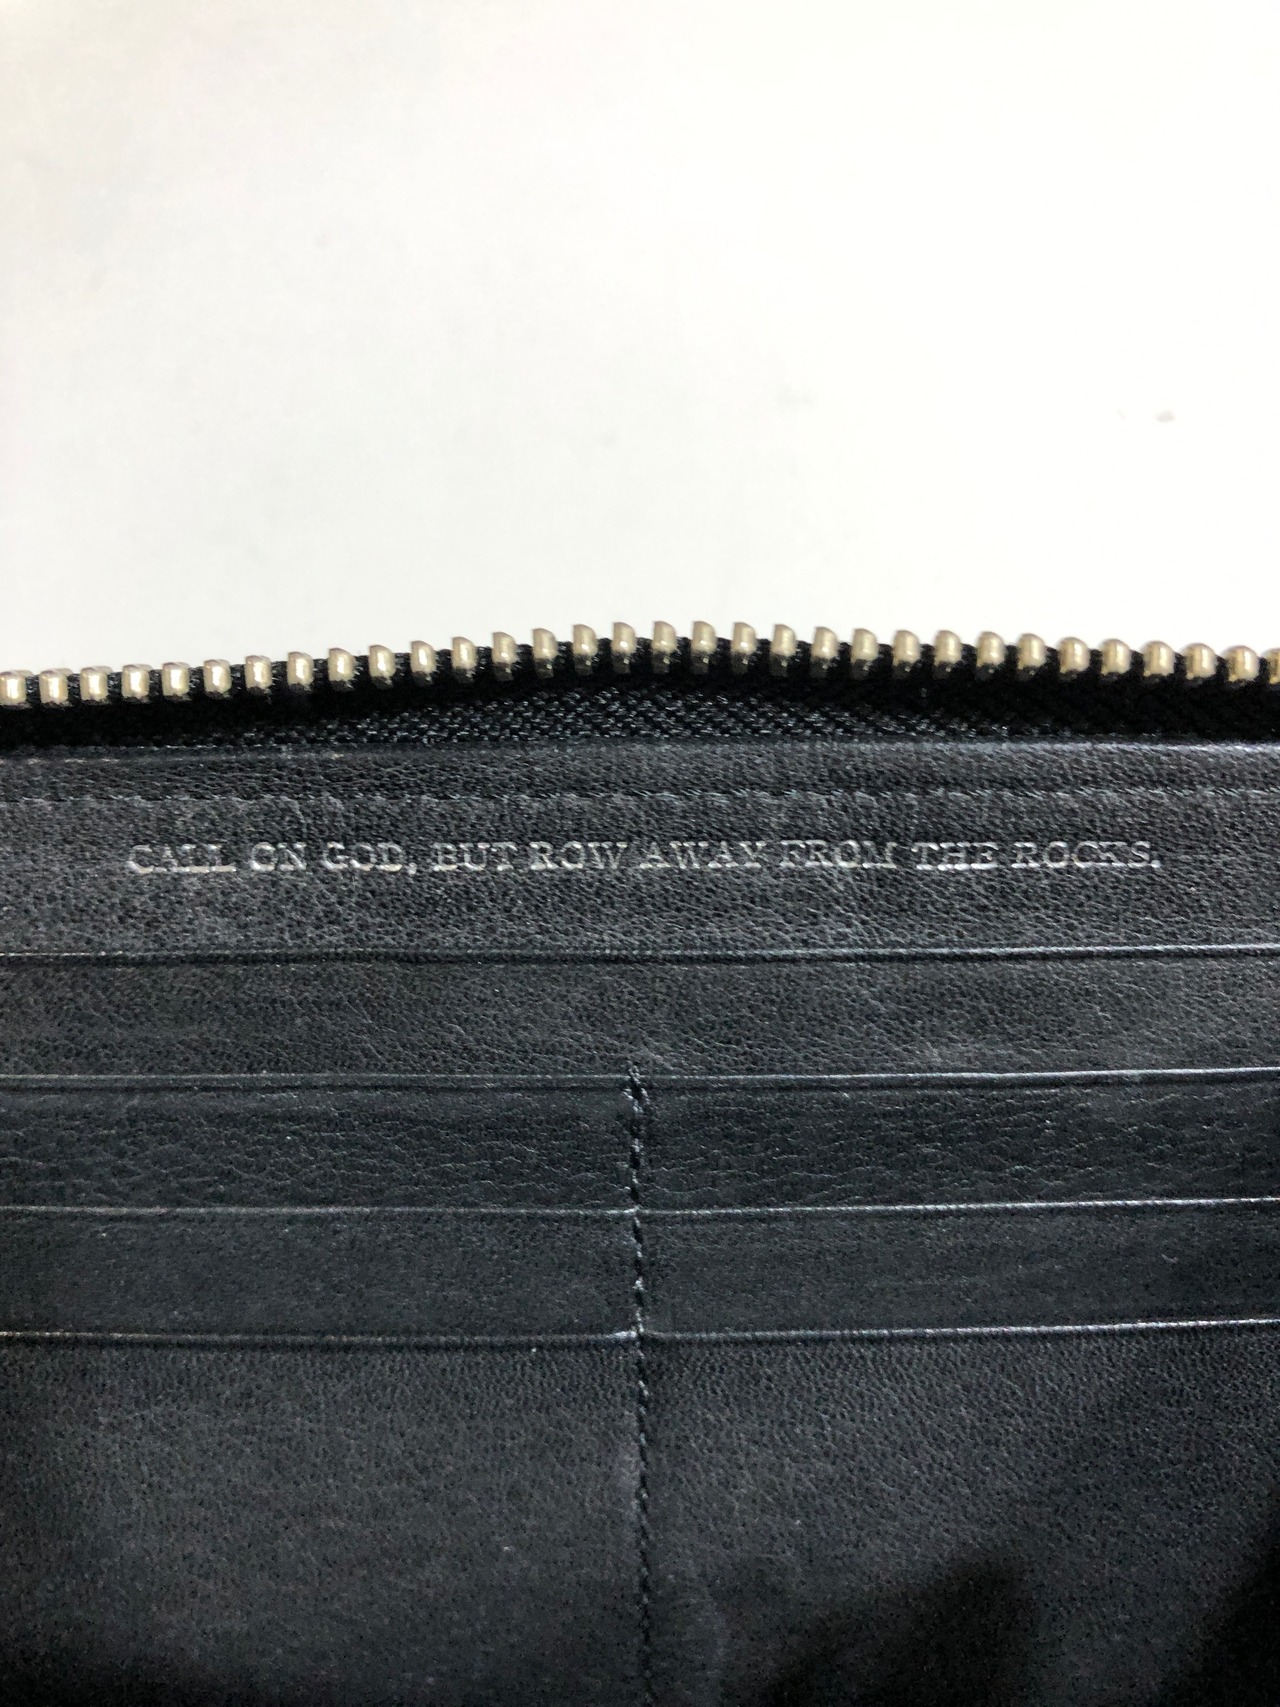 CALL ON GOD, BUT ROW AWAY FROM THE ROCKS.